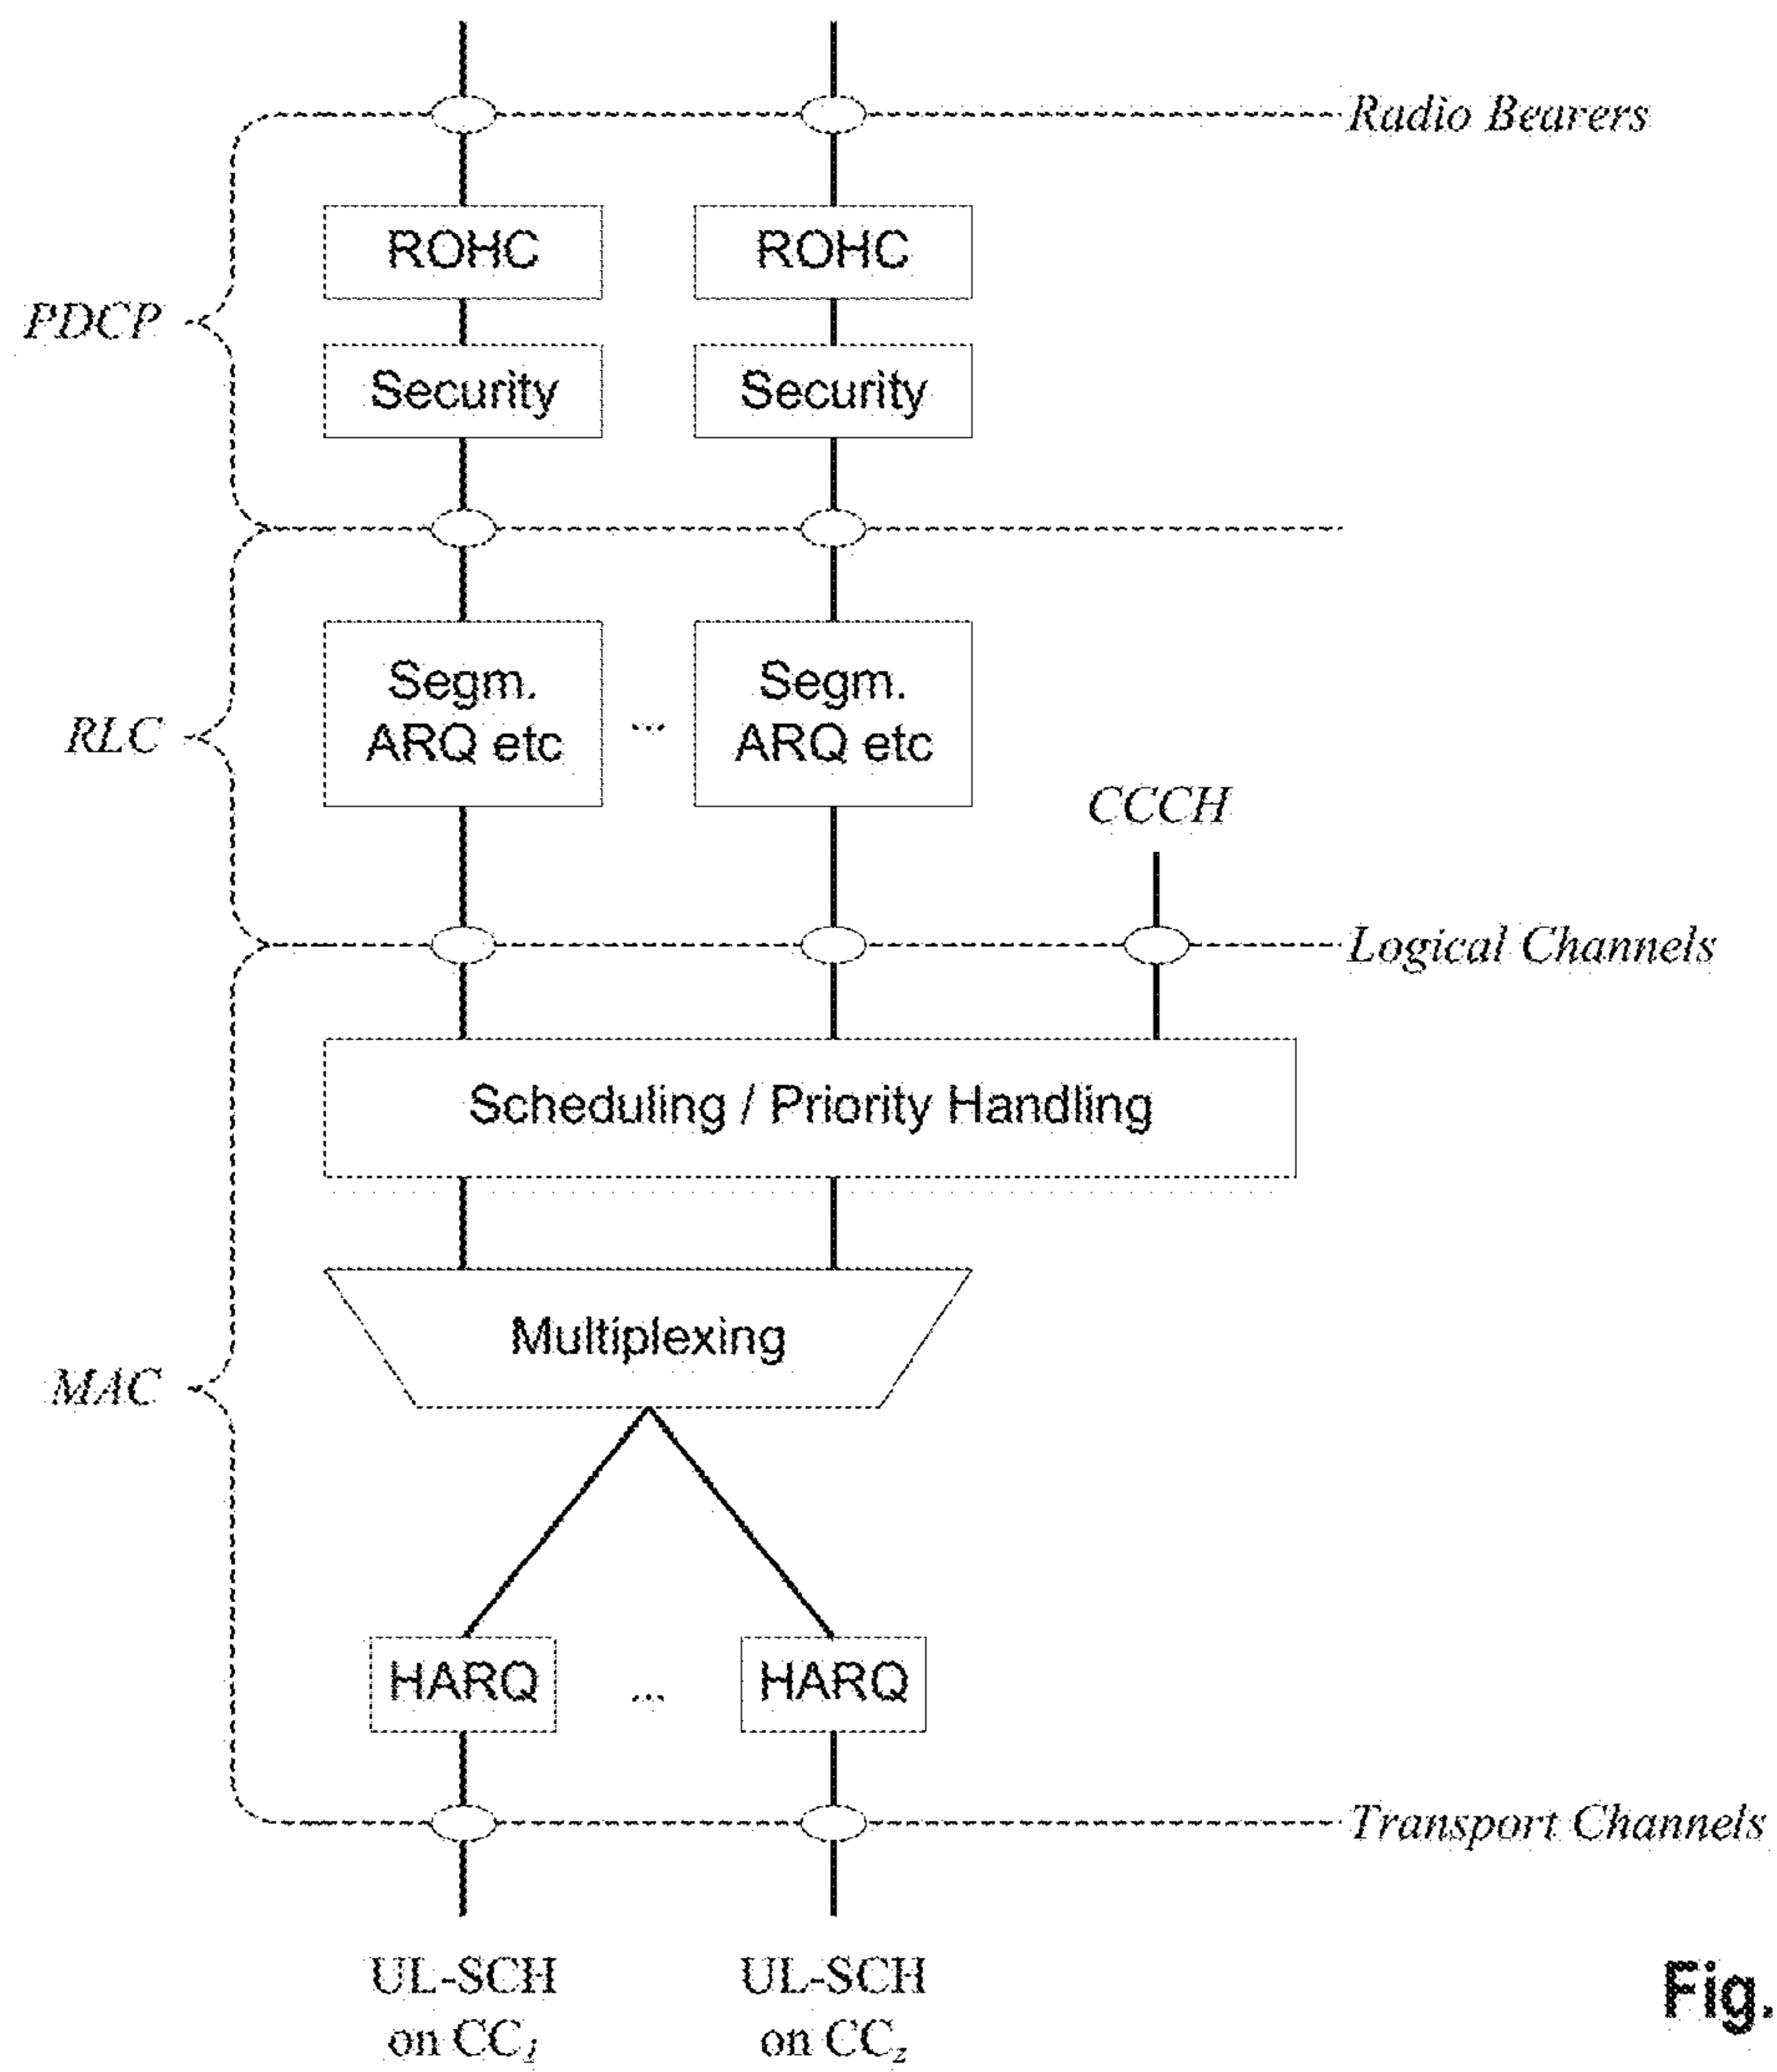 Radio Bearers
ROHC
ROHC
PDCP
Security
Security
Segm.
ARQ etc
...
Segm.
ARQ etc
RLC
CCCH
Logical Channels
Scheduling / Priority Handling
Multiplexing
MAC
HARQ
...
HARQ
Transport Channels
UL-SCH
on CC1
UL-SCH
on CCz
Fig.